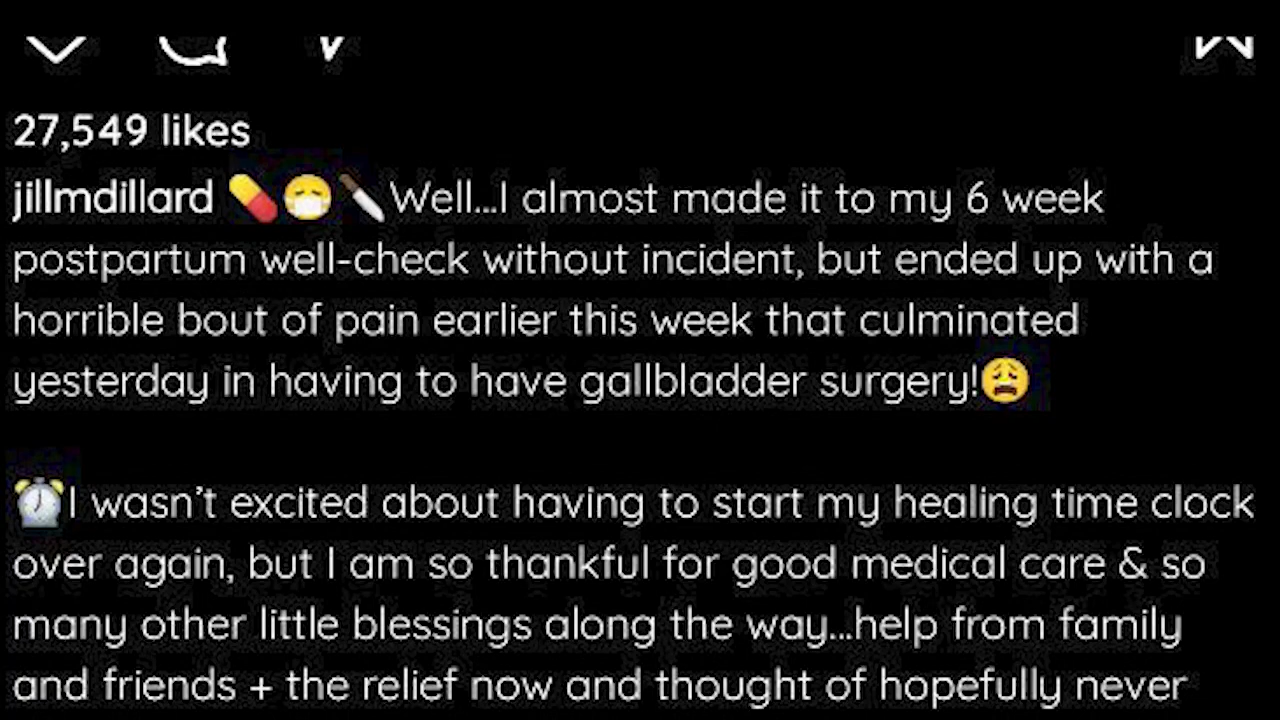 27,549 likes
jillmdillard 💊😷🔪Well...I almost made it to my 6 week
postpartum well-check without incident, but ended up with a
horrible bout of pain earlier this week that culminated
yesterday in having to have gallbladder surgery!😩
⏰I wasn't excited about having to start my healing time clock
over again, but I am so thankful for good medical care & so
many other little blessings along the way...help from family
and friends + the relief now and thought of hopefully never